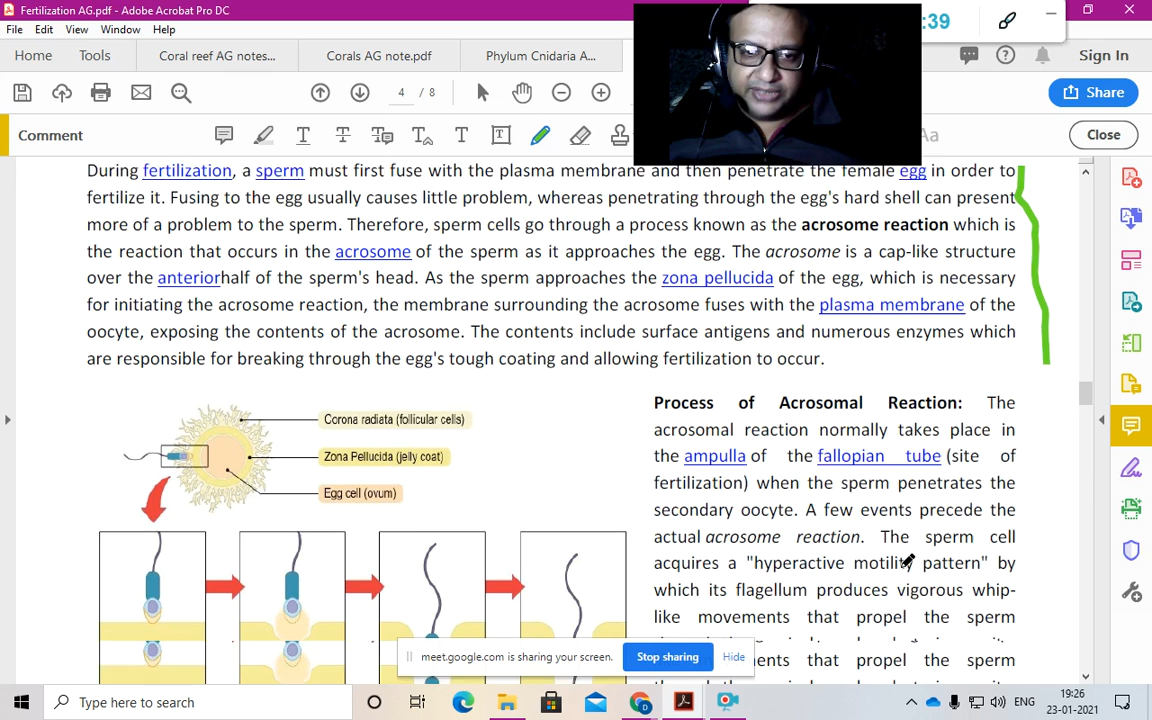 Fertilization AG.pdf - Adobe Acrobat Pro DC
:39
File Edit View Window Help
Home Tools Coral reef AG notes... Corals AG note.pdf Phylum Cnidaria A... Sign In
4 / 8 Share
Comment Aa Close
During fertilization, a sperm must first fuse with the plasma membrane and then penetrate the female egg in order to
fertilize it. Fusing to the egg usually causes little problem, whereas penetrating through the egg's hard shell can present
more of a problem to the sperm. Therefore, sperm cells go through a process known as the acrosome reaction which is
the reaction that occurs in the acrosome of the sperm as it approaches the egg. The acrosome is a cap-like structure
over the anteriorhalf of the sperm's head. As the sperm approaches the zona pellucida of the egg, which is necessary
for initiating the acrosome reaction, the membrane surrounding the acrosome fuses with the plasma membrane of the
oocyte, exposing the contents of the acrosome. The contents include surface antigens and numerous enzymes which
are responsible for breaking through the egg's tough coating and allowing fertilization to occur.
Corona radiata (follicular cells)
Zona Pellucida (jelly coat)
Egg cell (ovum)
Process of Acrosomal Reaction: The
acrosomal reaction normally takes place in
the ampulla of the fallopian tube (site of
fertilization) when the sperm penetrates the
secondary oocyte. A few events precede the
actual acrosome reaction. The sperm cell
acquires a "hyperactive motility pattern" by
which its flagellum produces vigorous whip-
like movements that propel the sperm
ments that propel the sperm
meet.google.com is sharing your screen. Stop sharing Hide
Type here to search
ENG
19:26
23-01-2021